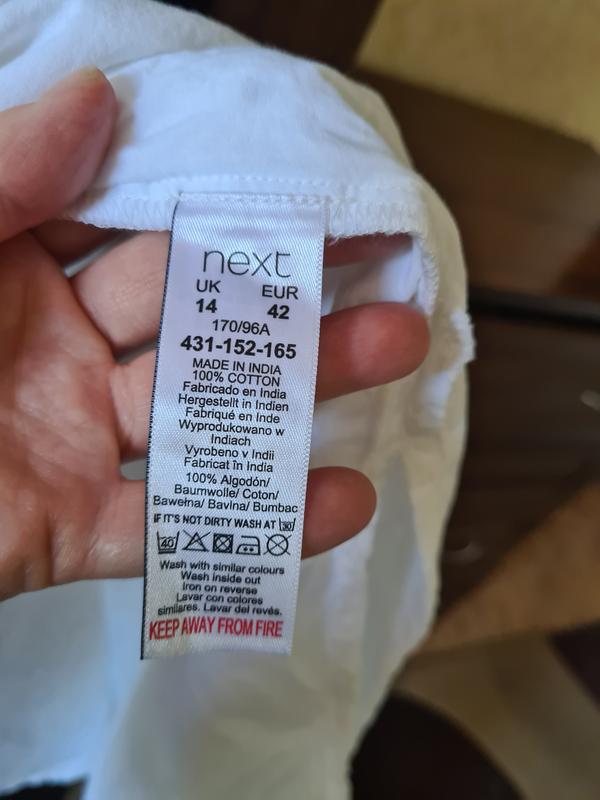 next
UK EUR
14 42
170/96A
431-152-165
MADE IN INDIA
100% COTTON
Fabricado en India
Hergestellt in Indien
Fabriqué en Inde
Wyprodukowano w
Indiach
Vyrobeno v Indii
Fabricat în India
100% Algodón/
Baumwolle/ Coton/
Bawełna/ Bavlna/ Bumbac
IF IT'S NOT DIRTY WASH AT 30
40
Wash with similar colours
Wash inside out
Iron on reverse
Lavar con colores
similares. Lavar del revés.
KEEP AWAY FROM FIRE